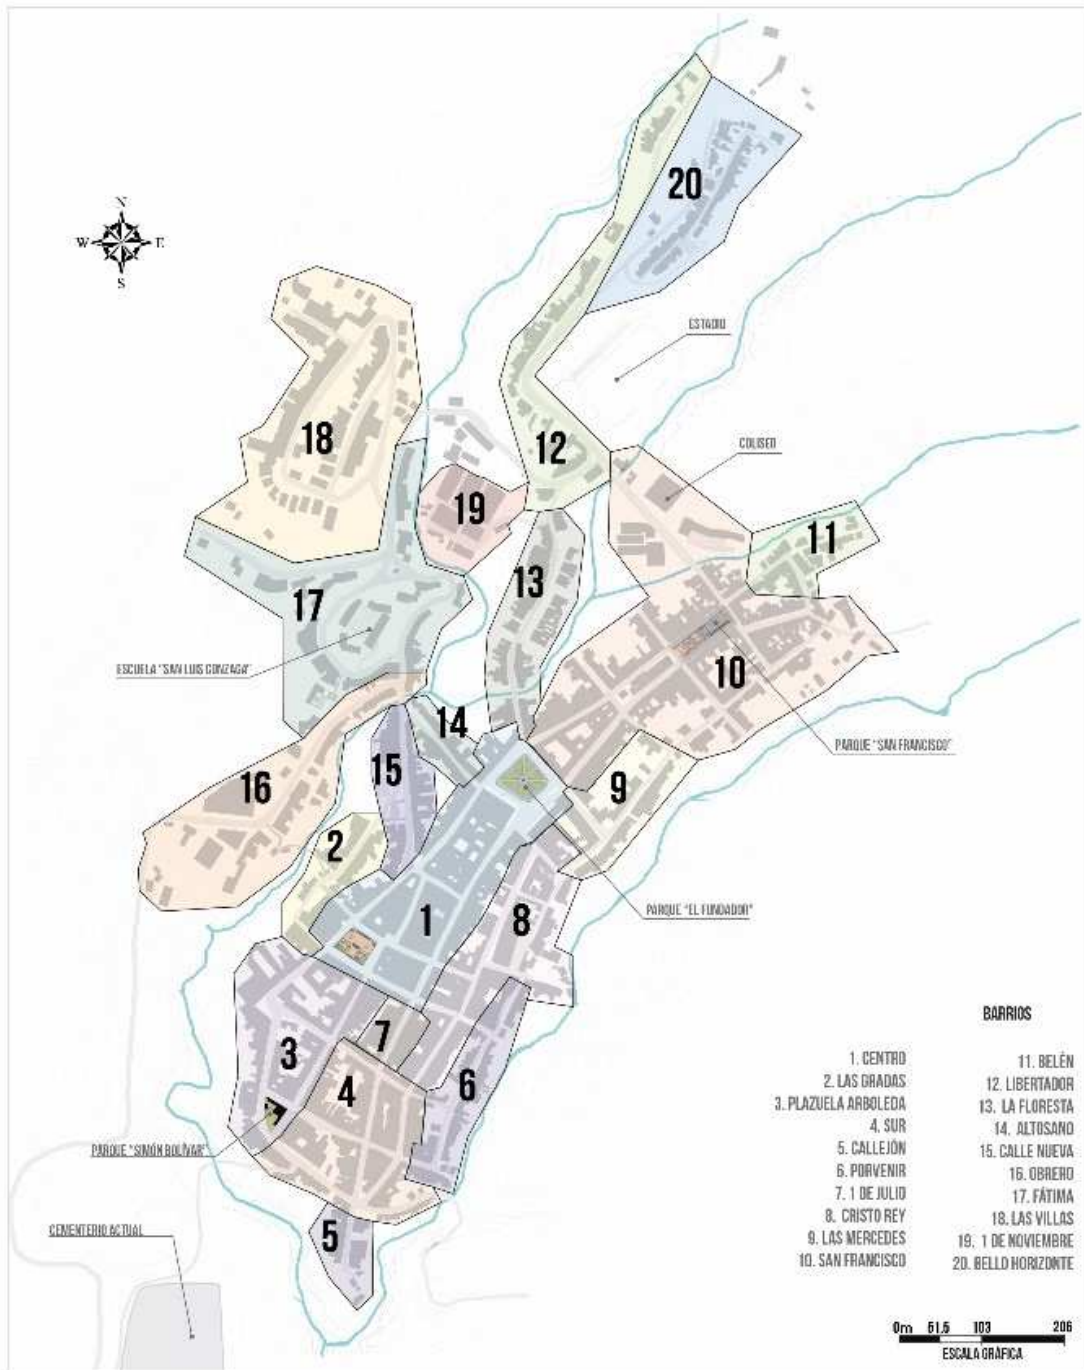 N
W E
S
20
ESTADIO
18
12
COLISEO
19
11
13
17
ESCUELA "SAN LUIS GONZAGA"
10
14
PARQUE "SAN FRANCISCO"
15
16
9
2
PARQUE "EL FUNDADOR"
1
8
7
3
6
4
PARQUE "SIMÓN BOLÍVAR"
5
CEMENTERIO ACTUAL
BARRIOS
1. CENTRO
2. LAS GRADAS
3. PLAZUELA ARBOLEDA
4. SUR
5. CALLEJÓN
6. PORVENIR
7. 1 DE JULIO
8. CRISTO REY
9. LAS MERCEDES
10. SAN FRANCISCO
11. BELÉN
12. LIBERTADOR
13. LA FLORESTA
14. ALTOSANO
15. CALLE NUEVA
16. OBRERO
17. FÁTIMA
18. LAS VILLAS
19. 1 DE NOVIEMBRE
20. BELLO HORIZONTE
0m 51.5 103 206
ESCALA GRÁFICA